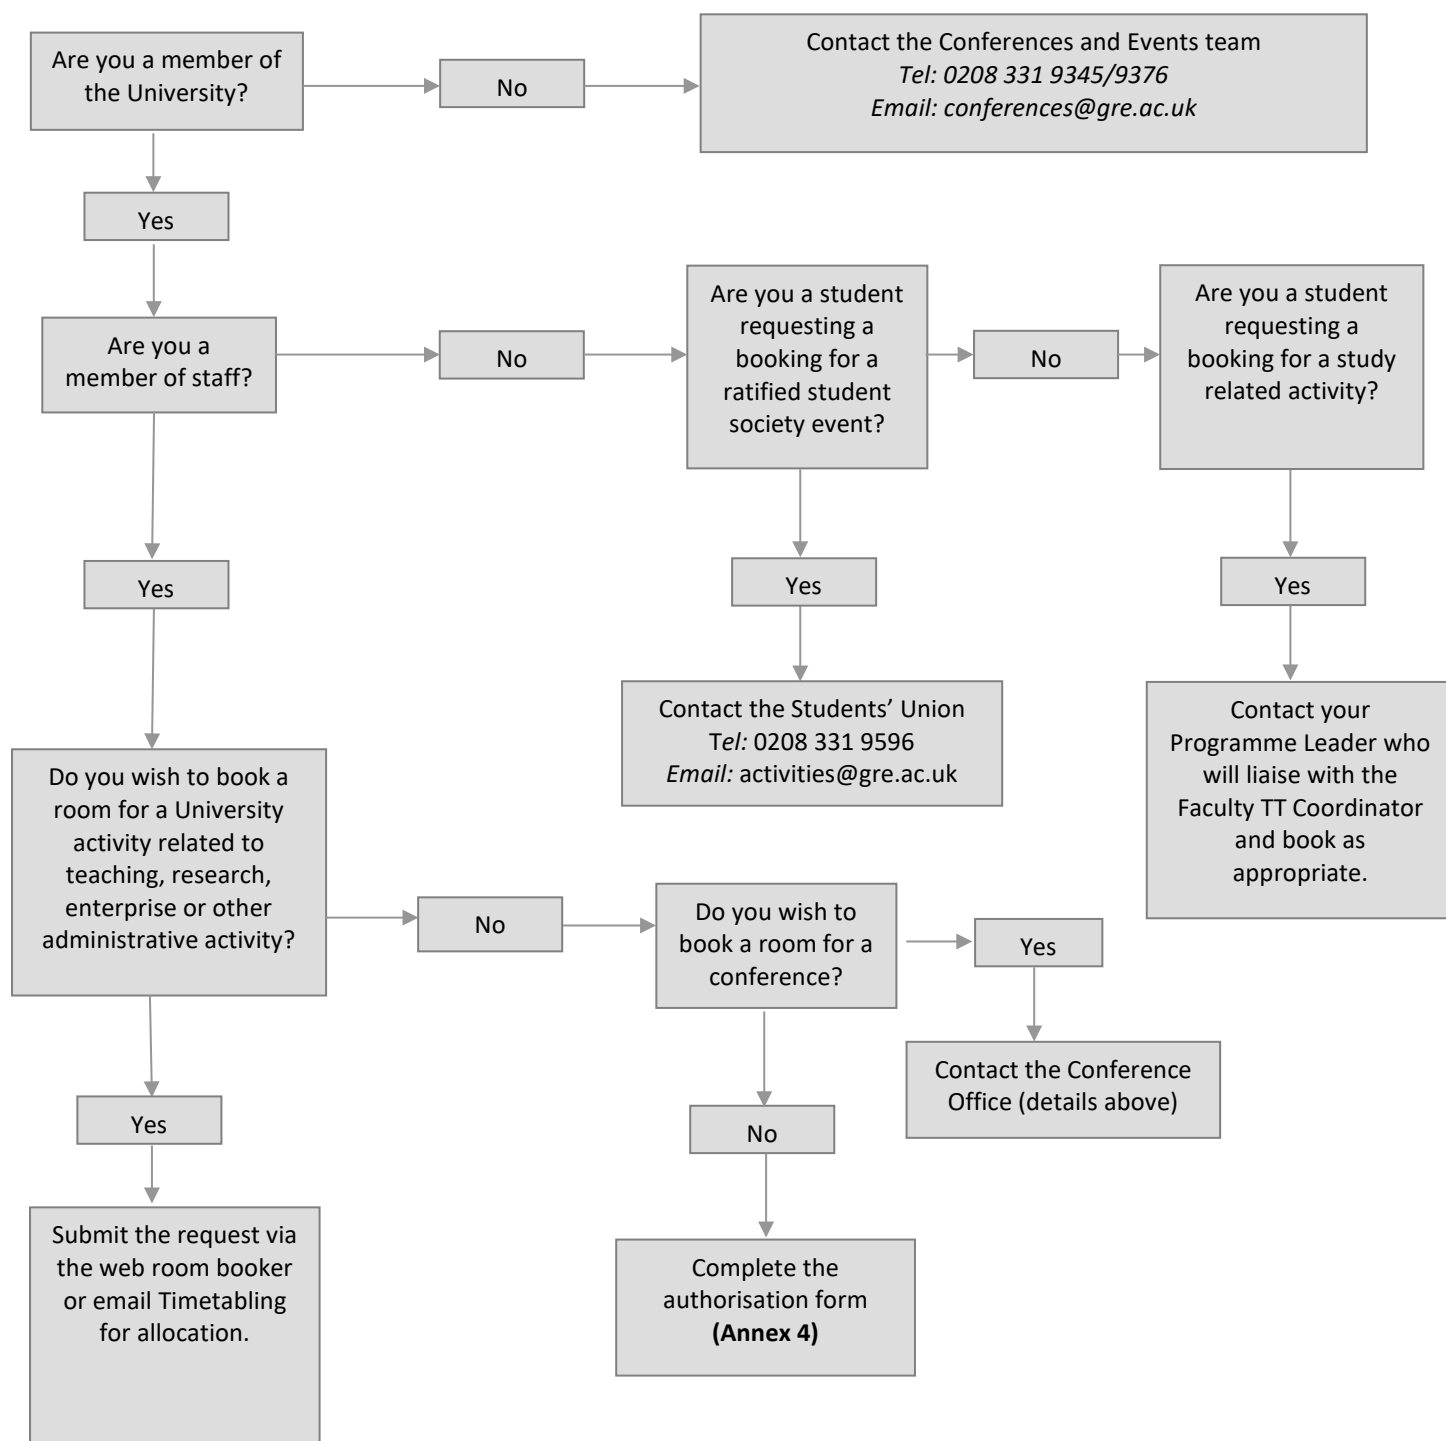 Are you a member of
the University?
No
Contact the Conferences and Events team
Tel: 0208 331 9345/9376
Email: conferences@gre.ac.uk
Yes
Are you a
member of staff?
No
Are you a student
requesting a
booking for a
ratified student
society event?
No
Are you a student
requesting a
booking for a study
related activity?
Yes
Yes
Yes
Contact the Students’ Union
Tel: 0208 331 9596
Email: activities@gre.ac.uk
Contact your
Programme Leader who
will liaise with the
Faculty TT Coordinator
and book as
appropriate.
Do you wish to book a
room for a University
activity related to
teaching, research,
enterprise or other
administrative activity?
No
Do you wish to
book a room for a
conference?
Yes
Contact the Conference
Office (details above)
Yes
No
Submit the request via
the web room booker
or email Timetabling
for allocation.
Complete the
authorisation form
(Annex 4)